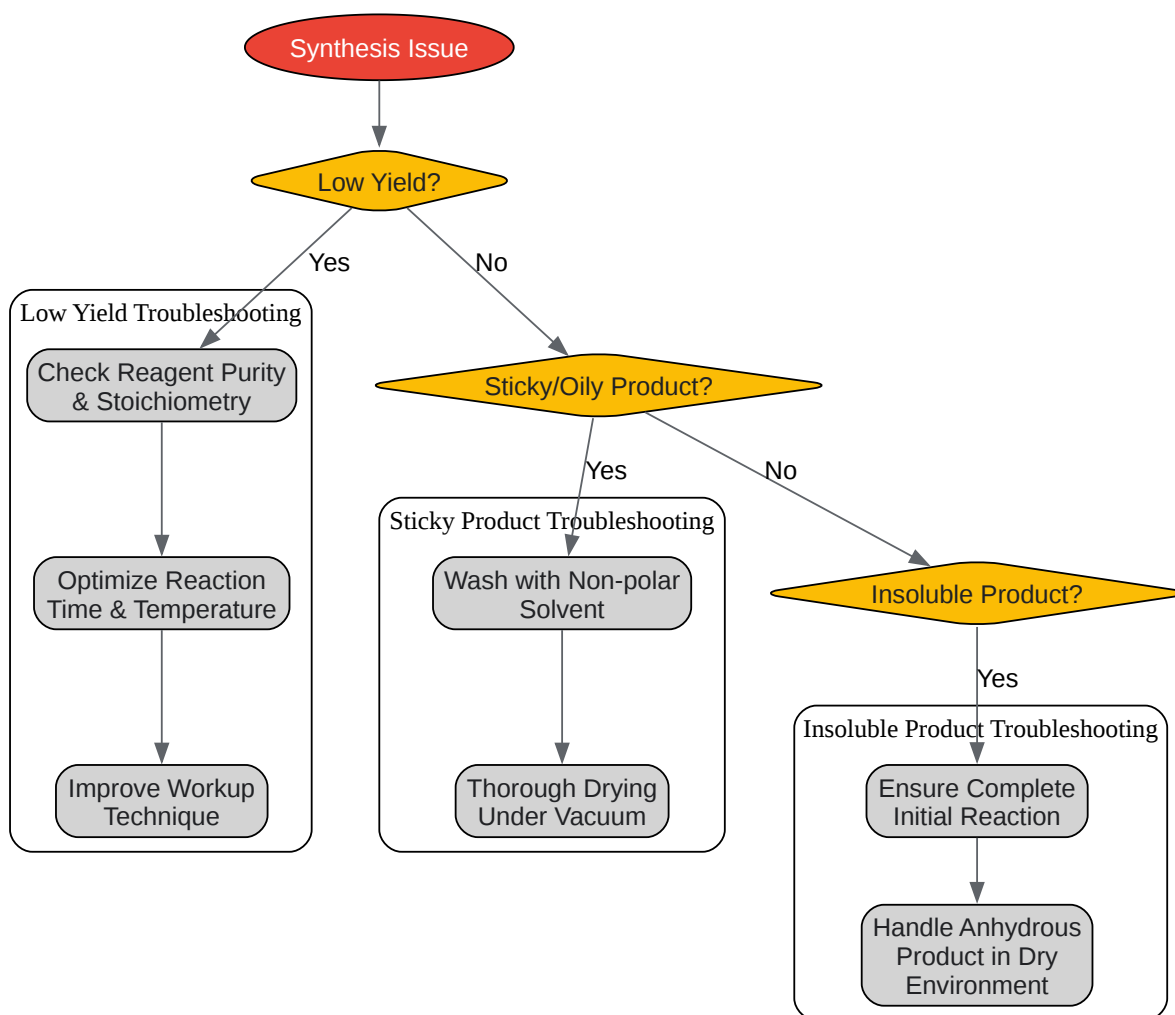 Synthesis Issue
Low Yield?
Yes
No
Low Yield Troubleshooting
Check Reagent Purity
& Stoichiometry
Optimize Reaction
Time & Temperature
Improve Workup
Technique
Sticky/Oily Product?
Yes
No
Sticky Product Troubleshooting
Wash with Non-polar
Solvent
Thorough Drying
Under Vacuum
Insoluble Product?
Yes
Insoluble Product Troubleshooting
Ensure Complete
Initial Reaction
Handle Anhydrous
Product in Dry
Environment